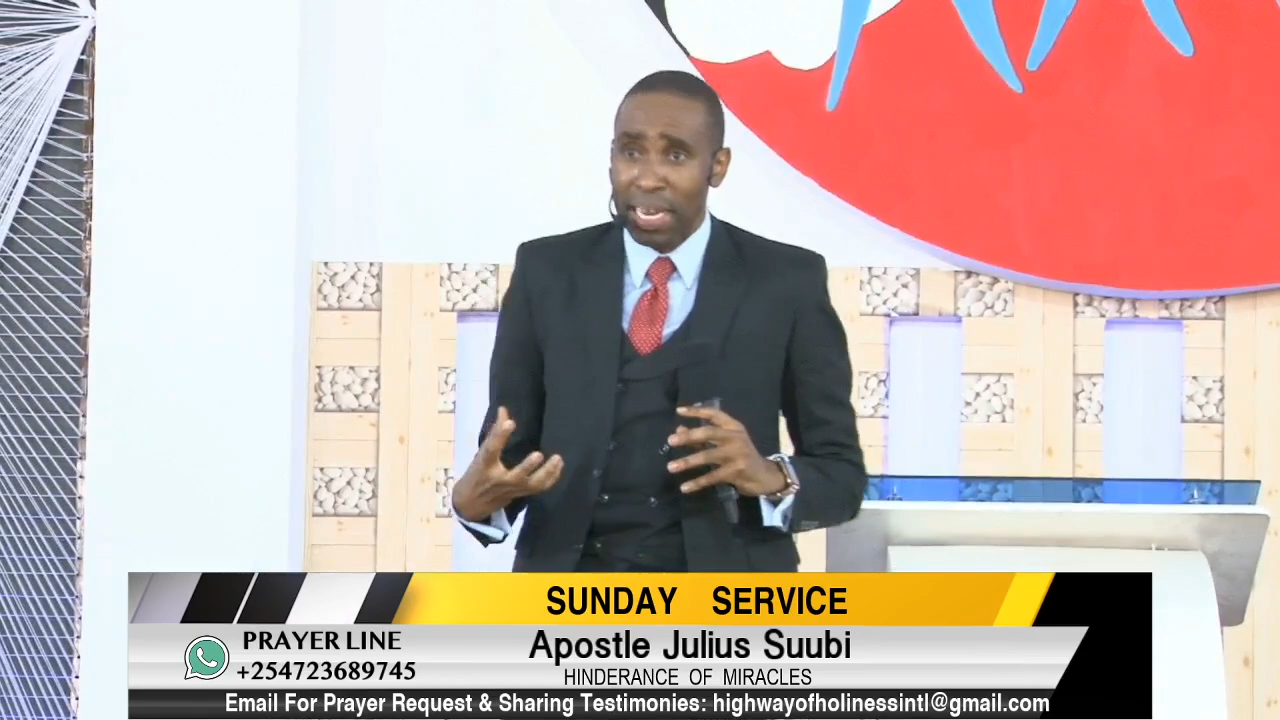 SUNDAY SERVICE
PRAYER LINE
+254723689745
Apostle Julius Suubi
HINDERANCE OF MIRACLES
Email For Prayer Request & Sharing Testimonies: highwayofholinessintl@gmail.com